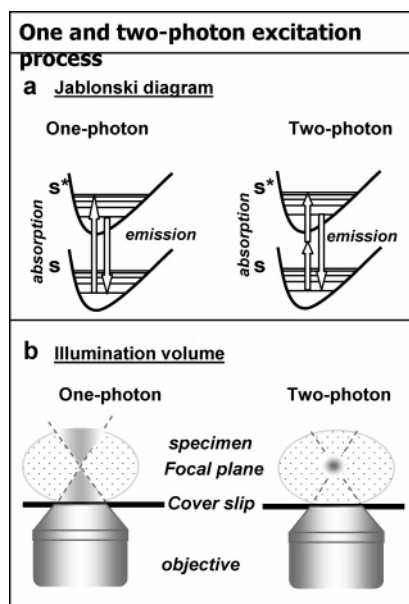 One and two-photon excitation
process
a Jablonski diagram
One-photon Two-photon
S* S*
absorption emission absorption emission
S S
b Illumination volume
One-photon Two-photon
specimen
Focal plane
Cover slip
objective